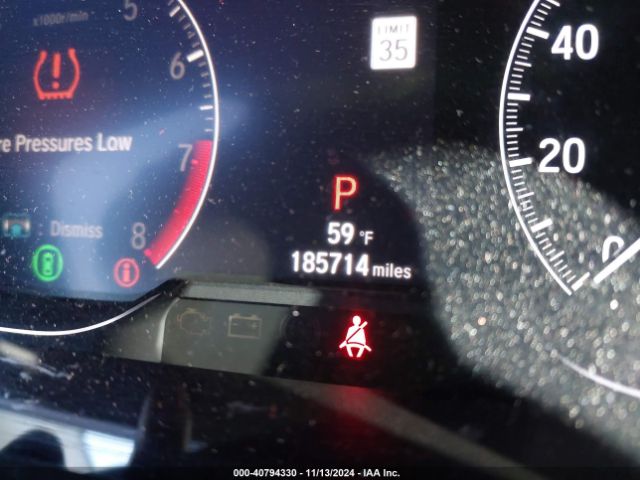 x1000r/min
5
6
7
8
re Pressures Low
Dismiss
LIMIT
35
P
59 °F
185714 miles
40
20
0
000-40794330 - 11/13/2024 - IAA Inc.